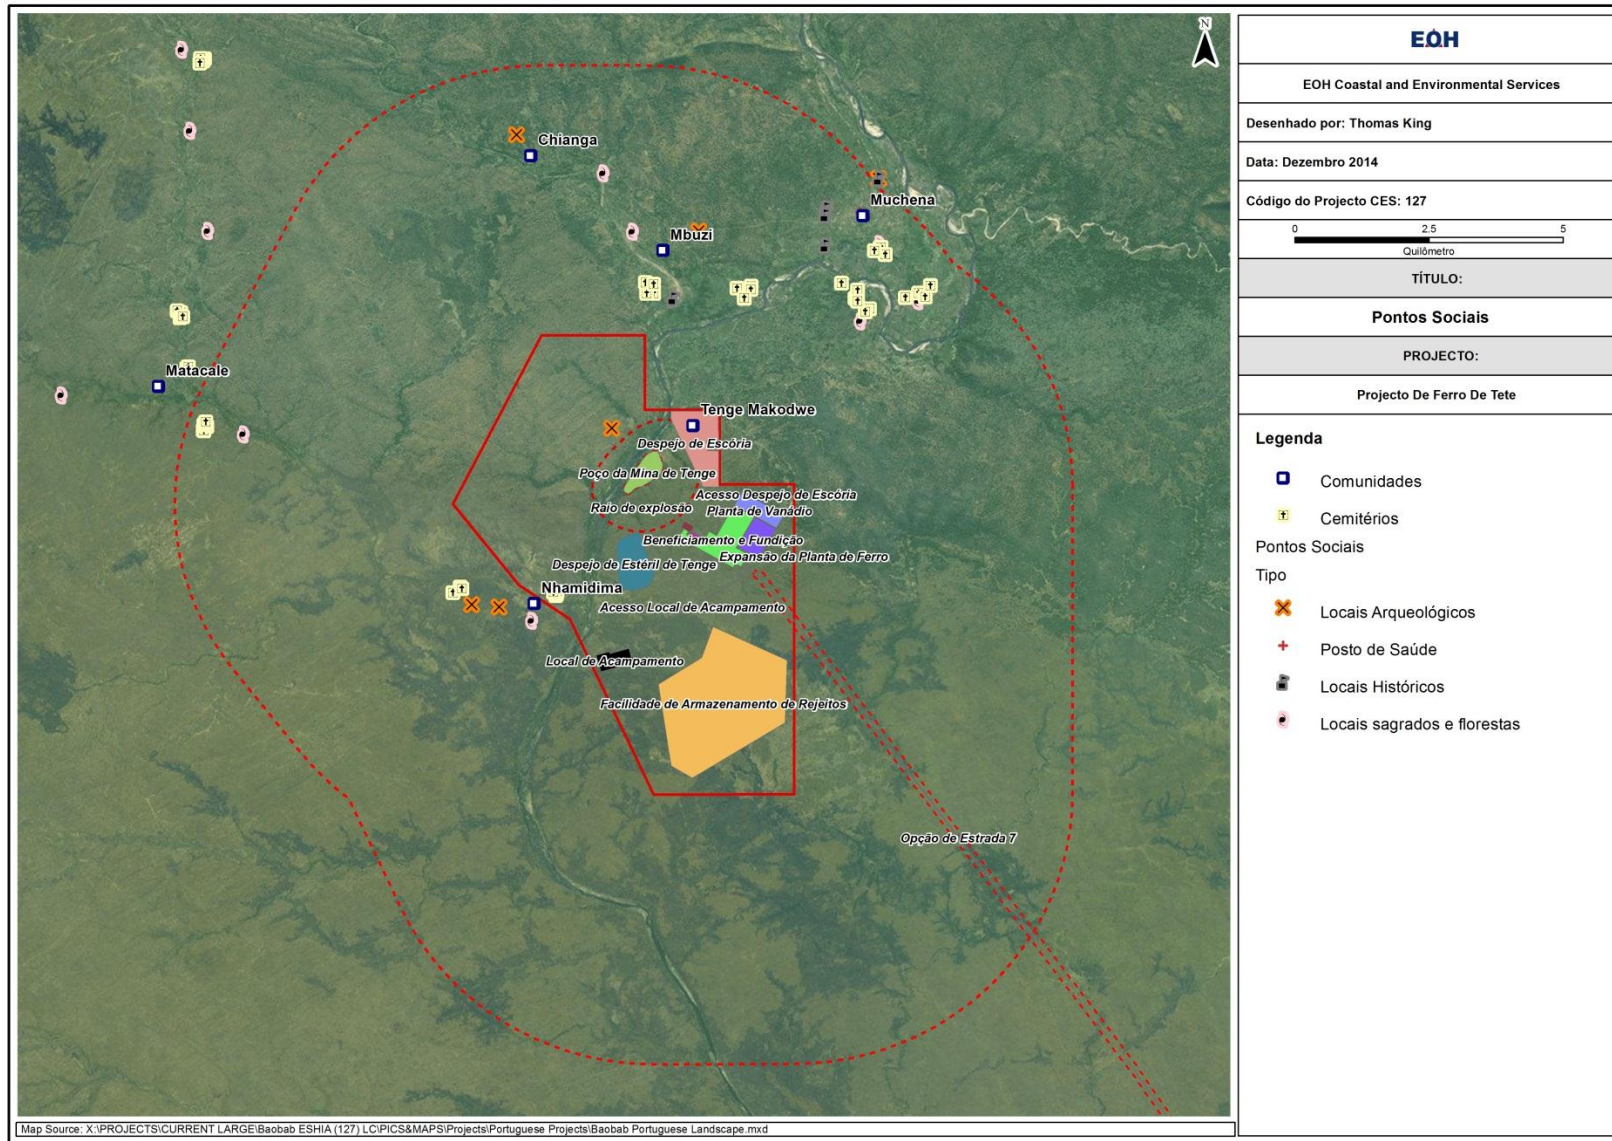 N
Chianga
Muchena
Mbuzi
Matacale
Tenge Makodwe
Despejo de Escória
Poço da Mina de Tenge
Acesso Despejo de Escória
Raio de explosão
Planta de Vanádio
Beneficiamento e Fundição
Expansão da Planta de Ferro
Despejo de Estéril de Tenge
Nhamidima
Acesso Local de Acampamento
Local de Acampamento
Facilidade de Armazenamento de Rejeitos
Opção de Estrada 7
Map Source: X:\PROJECTS\CURRENT LARGE\Baobab ESHIA (127) LC\PICS&MAPS\Projects\Portuguese Projects\Baobab Portuguese Landscape.mxd
EOH
EOH Coastal and Environmental Services
Desenhado por: Thomas King
Data: Dezembro 2014
Código do Projecto CES: 127
0 2.5 5
Quilômetro
TÍTULO:
Pontos Sociais
PROJECTO:
Projecto De Ferro De Tete
Legenda
Comunidades
Cemitérios
Pontos Sociais
Tipo
Locais Arqueológicos
Posto de Saúde
Locais Históricos
Locais sagrados e florestas